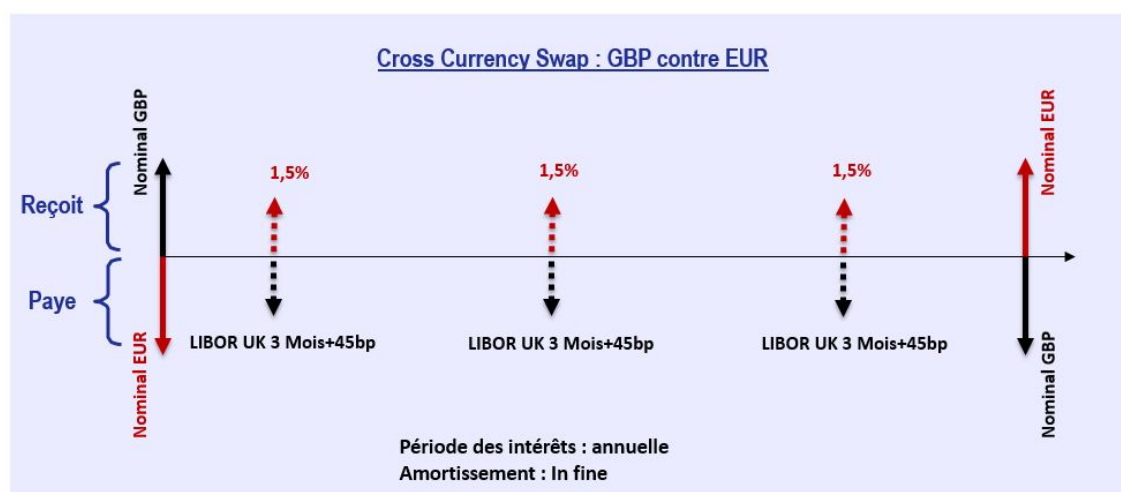 Cross Currency Swap : GBP contre EUR
Nominal GBP
Nominal EUR
1,5%
1,5%
1,5%
Reçoit
Paye
LIBOR UK 3 Mois+45bp
LIBOR UK 3 Mois+45bp
LIBOR UK 3 Mois+45bp
Nominal EUR
Nominal GBP
Période des intérêts : annuelle
Amortissement : In fine